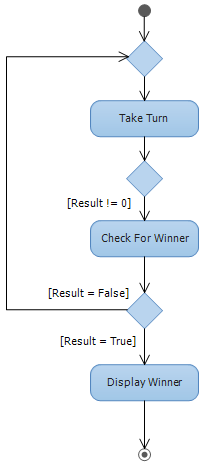 Take Turn
[Result != 0]
Check For Winner
[Result = False]
[Result = True]
Display Winner